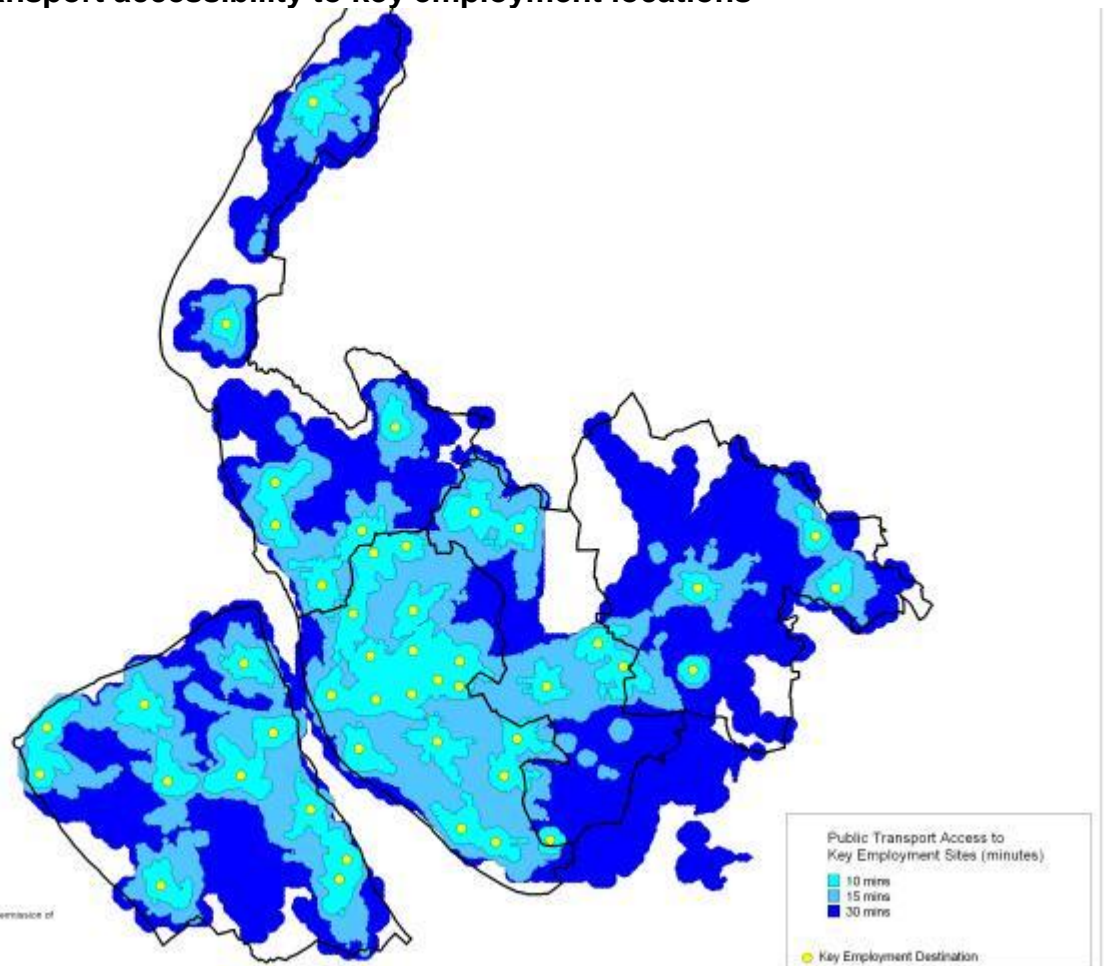 accessibility to key employment locations
Public Transport Access to
Key Employment Sites (minutes)
10 mins
15 mins
30 mins
Key Employment Destination